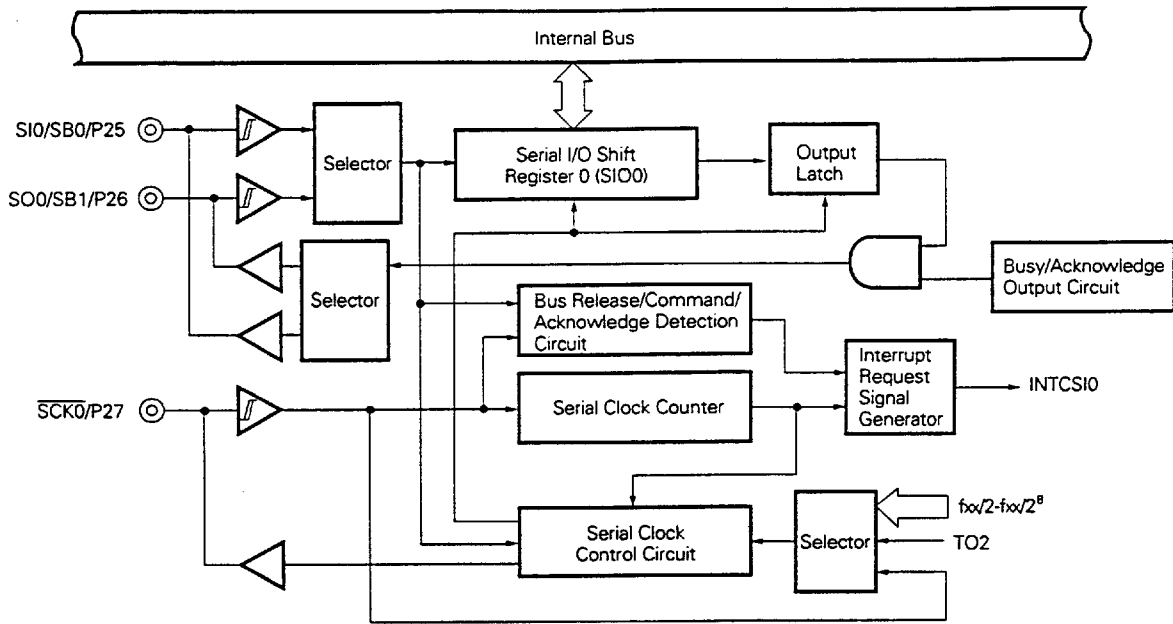 Internal Bus
SI0/SB0/P25
Selector
Serial I/O Shift
Register 0 (SIO0)
Output
Latch
SO0/SB1/P26
Selector
Busy/Acknowledge
Output Circuit
Bus Release/Command/
Acknowledge Detection
Circuit
Interrupt
Request
Signal
Generator
INTCSI0
SCK0/P27
Serial Clock Counter
Serial Clock
Control Circuit
Selector
fxx/2-fxx/2⁸
TO2